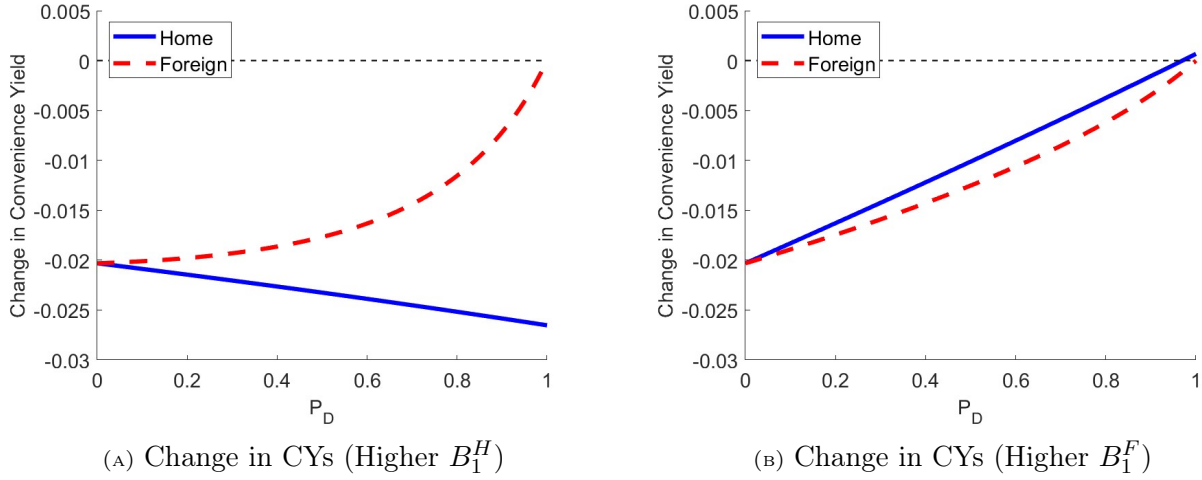 0.005
0
0.005
-0.01
-0.015
-0.02
-0.025
-0.03
Change in Convenience Yield
Home
Foreign
0 0.2 0.4 0.6 0.8 1
P_D
(A) Change in CYs (Higher B_1^H)
0.005
0
0.005
-0.01
-0.015
-0.02
-0.025
-0.03
Change in Convenience Yield
Home
Foreign
0 0.2 0.4 0.6 0.8 1
P_D
(B) Change in CYs (Higher B_1^F)